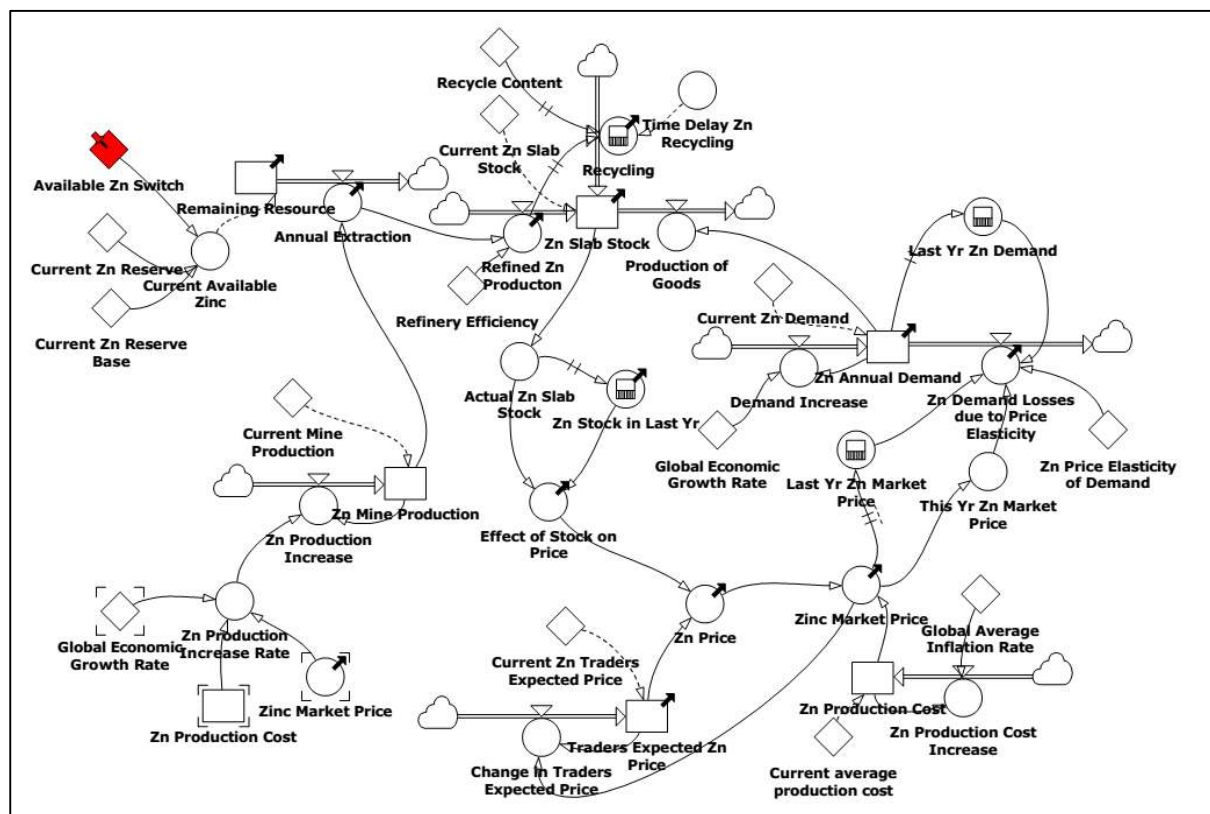 Recycle Content
Current Zn Slab
Stock
Time Delay Zn
Recycling
Recycling
Available Zn Switch
Remaining Resource
Annual Extraction
Zn Slab Stock
Current Zn Reserve
Current Available
Zinc
Refined Zn
Producton
Production of
Goods
Last Yr Zn Demand
Current Zn Reserve
Base
Refinery Efficiency
Current Zn Demand
Actual Zn Slab
Stock
Zn Stock in Last Yr
Demand Increase
Zn Annual Demand
Zn Demand Losses
due to Price
Elasticity
Current Mine
Production
Global Economic
Growth Rate
Last Yr Zn Market
Price
Zn Price Elasticity
of Demand
This Yr Zn Market
Price
Zn Mine Production
Zn Production
Increase
Effect of Stock on
Price
Global Economic
Growth Rate
Zn Production
Increase Rate
Zn Price
Zinc Market Price
Global Average
Inflation Rate
Current Zn Traders
Expected Price
Zinc Market Price
Zn Production Cost
Zn Production Cost
Zn Production Cost
Increase
Traders Expected Zn
Price
Change in Traders
Expected Price
Current average
production cost